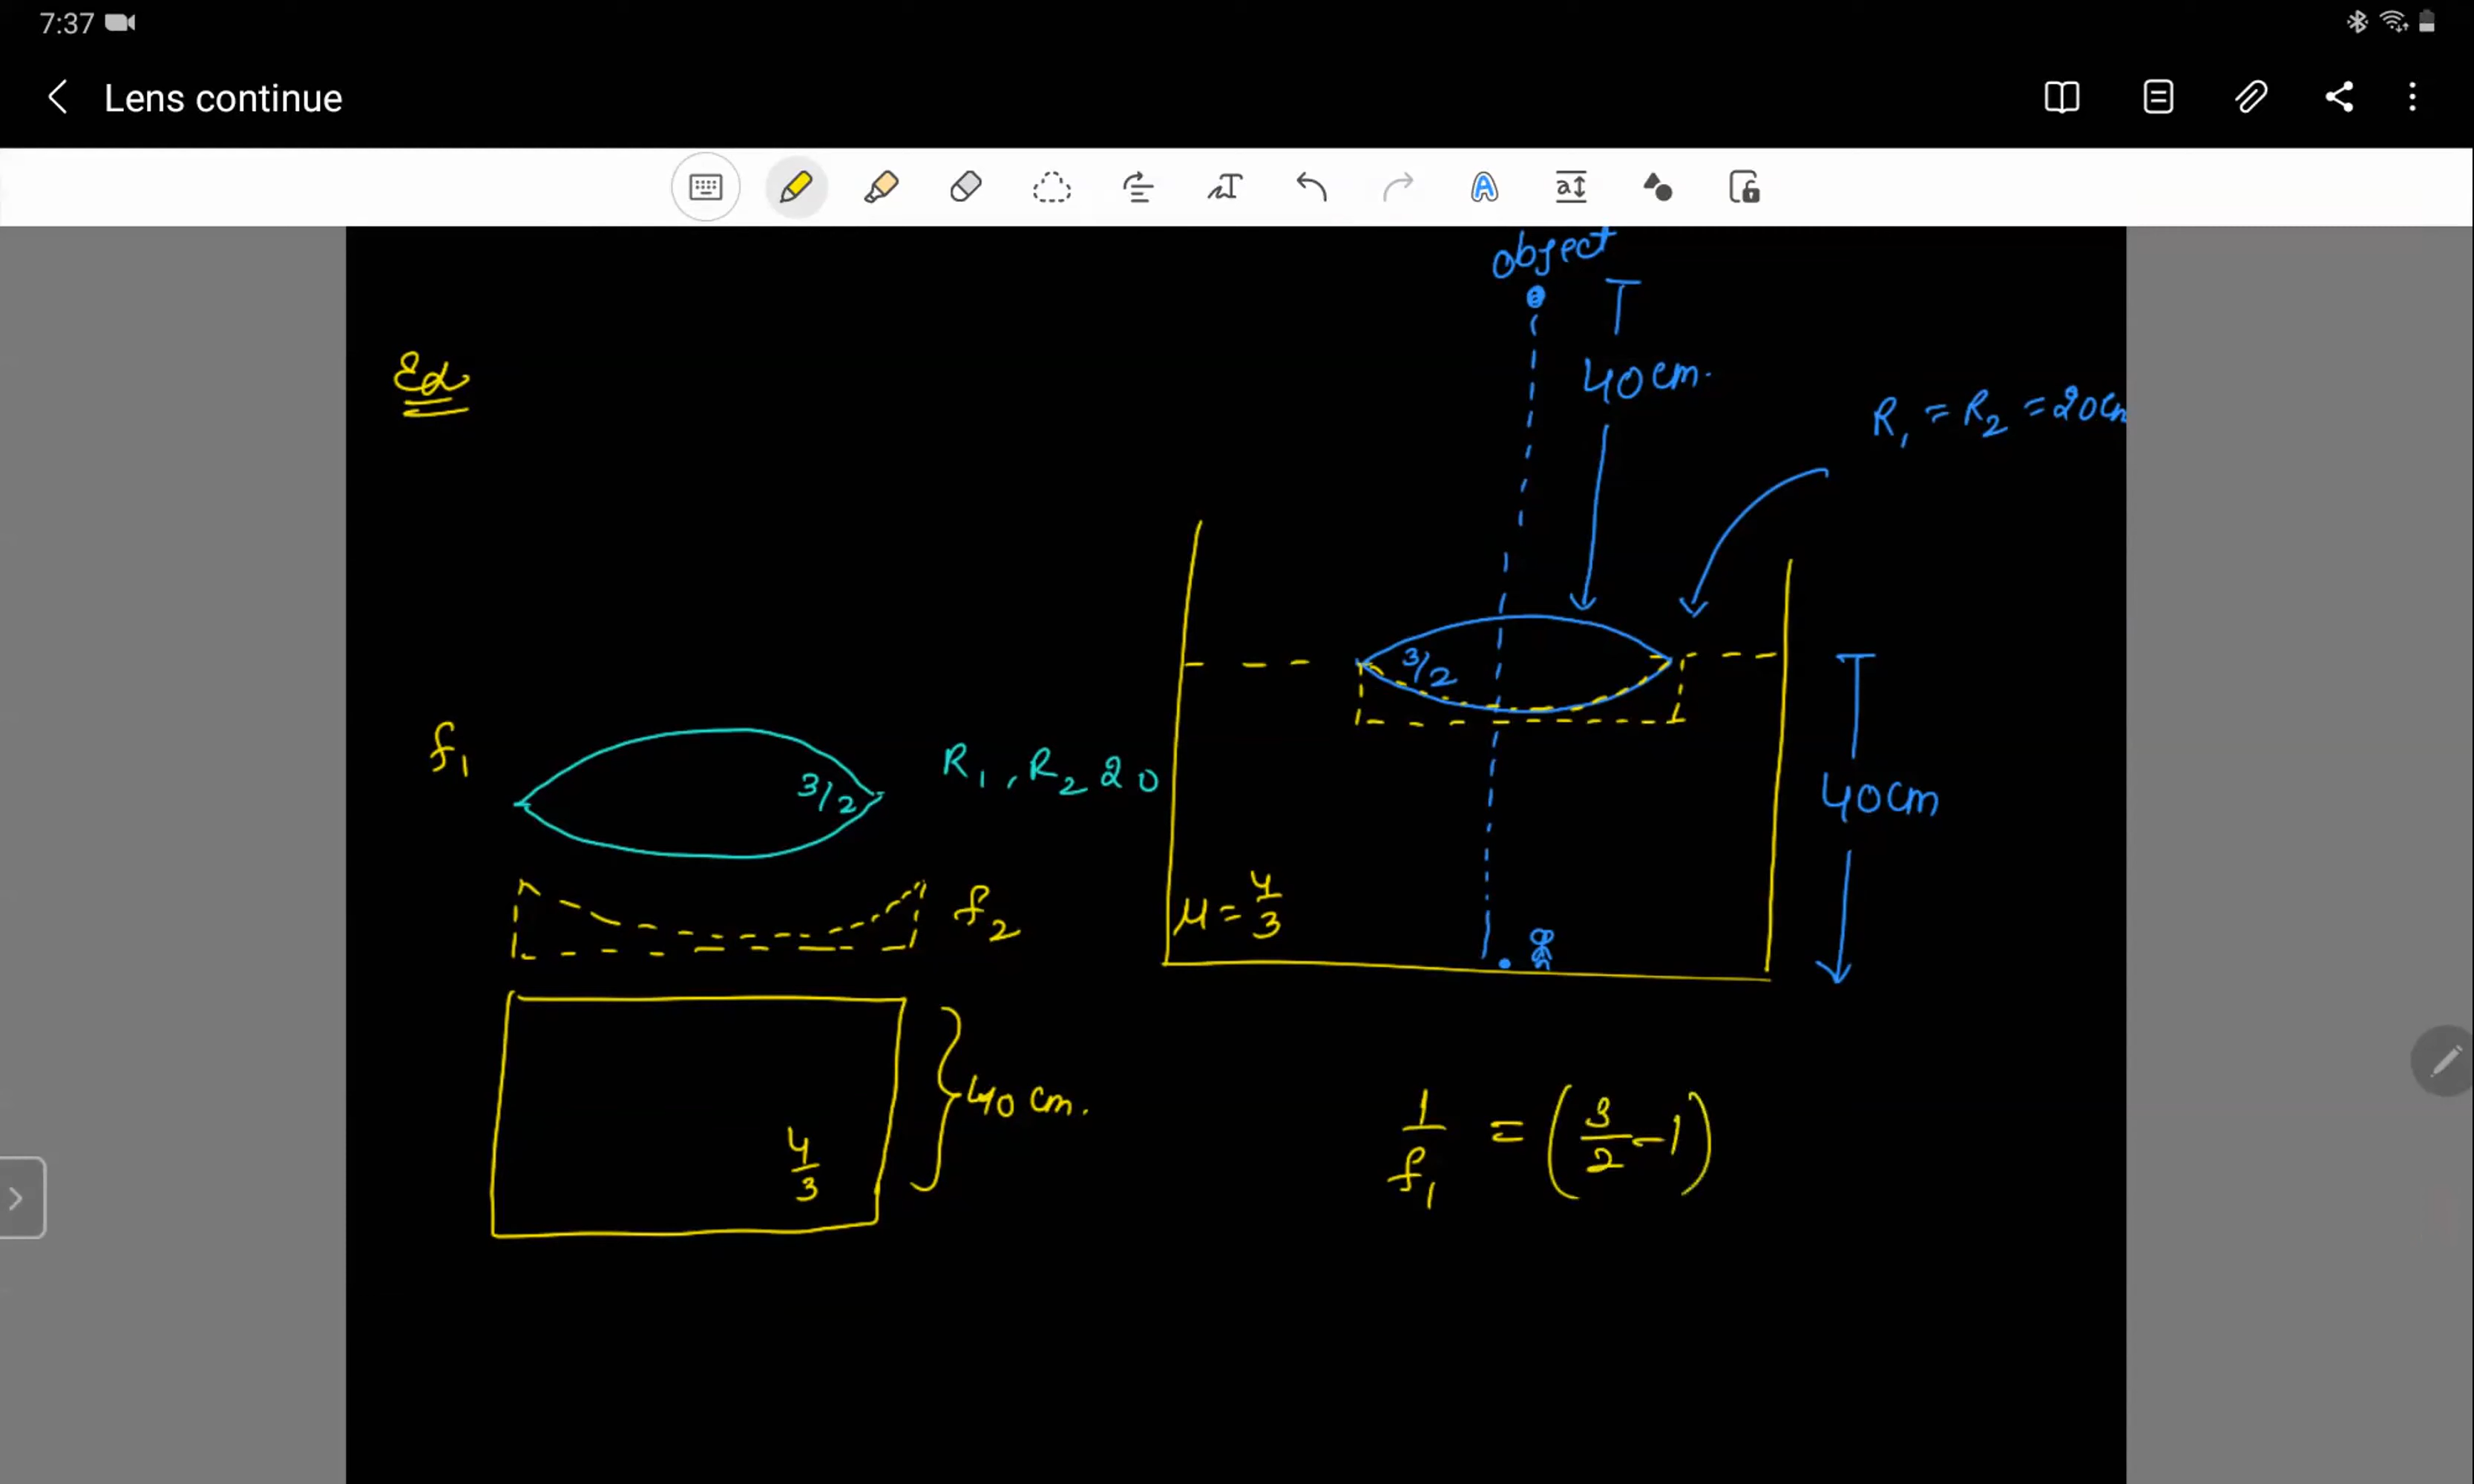 7:37
Lens continue
object
Ex
40cm.
R1 = R2 = 20cm
3/2
f1
3/2
R1, R2 20
40cm
μ = 4/3
f2
40 cm.
4/3
1/f1 = (3/2 - 1)